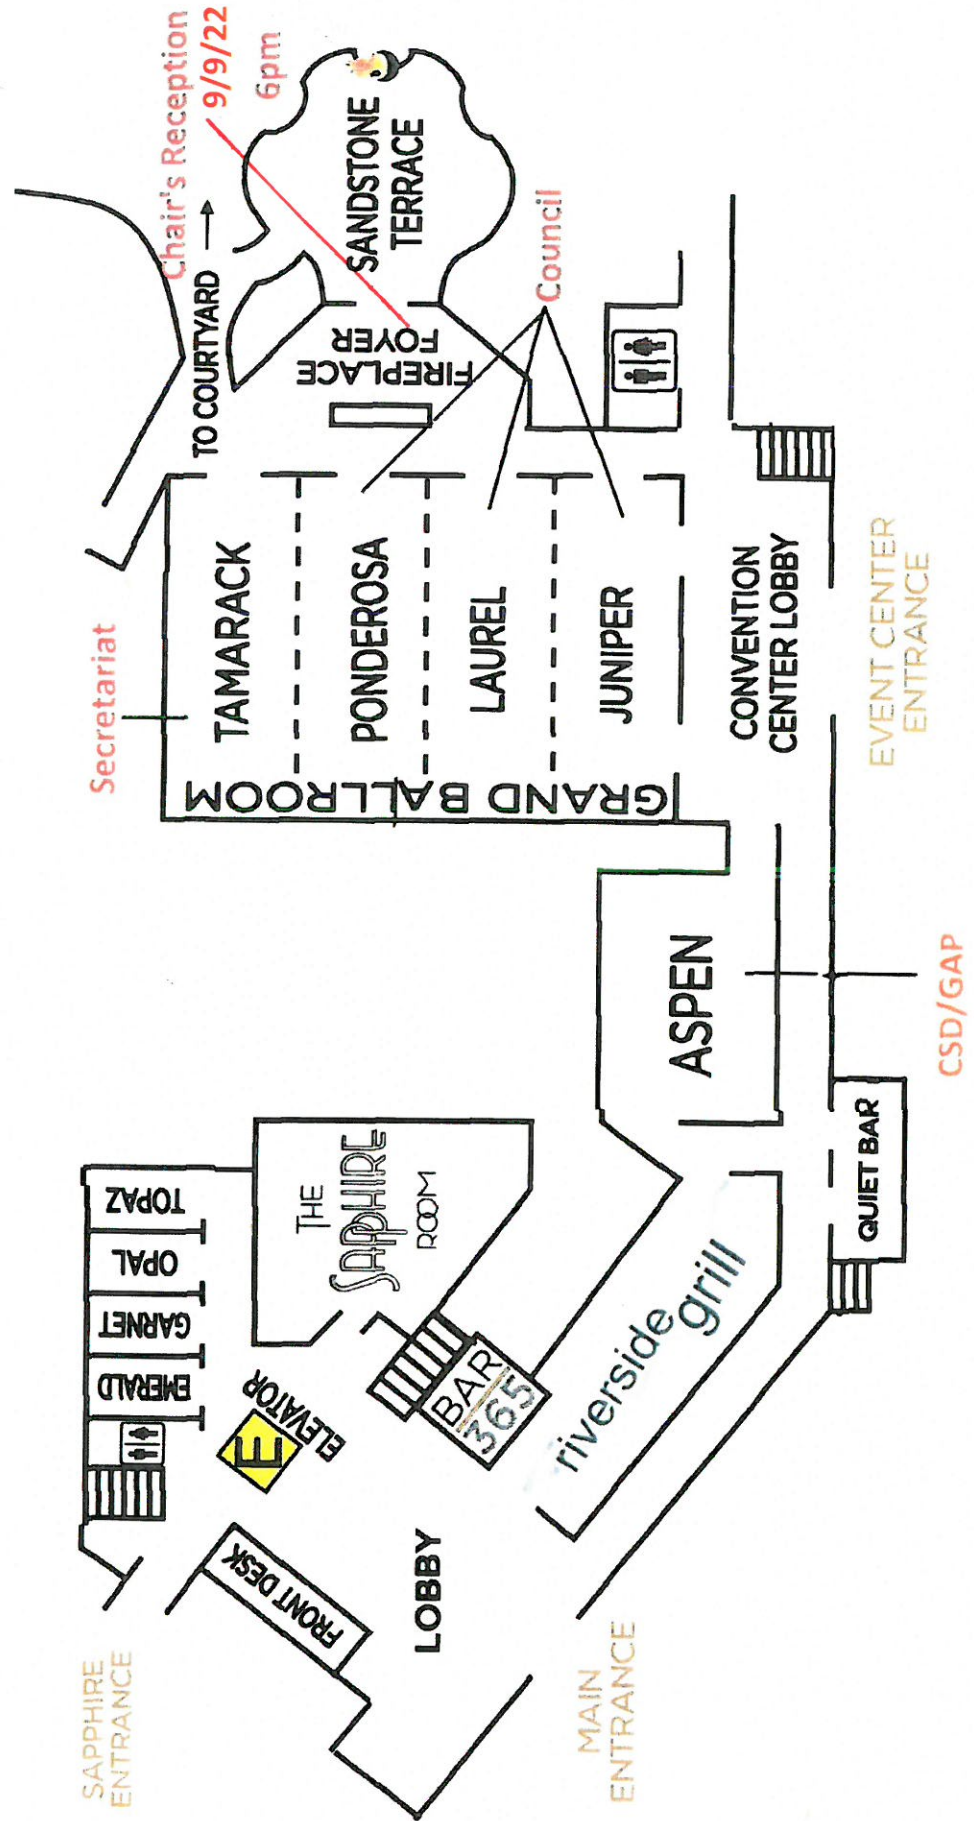 Chair's Reception
9/9/22
6pm
TO COURTYARD
SANDSTONE
TERRACE
FIREPLACE
FOYER
Council
Secretariat
TAMARACK
PONDEROSA
LAUREL
JUNIPER
GRAND BALLROOM
CONVENTION
CENTER LOBBY
EVENT CENTER
ENTRANCE
ASPEN
CSD/GAP
QUIET BAR
TOPAZ
OPAL
GARNET
EMERALD
THE
SAPPHIRE
ROOM
E
ELEVATOR
BAR
365
riverside
grill
FRONT DESK
LOBBY
SAPPHIRE
ENTRANCE
MAIN
ENTRANCE